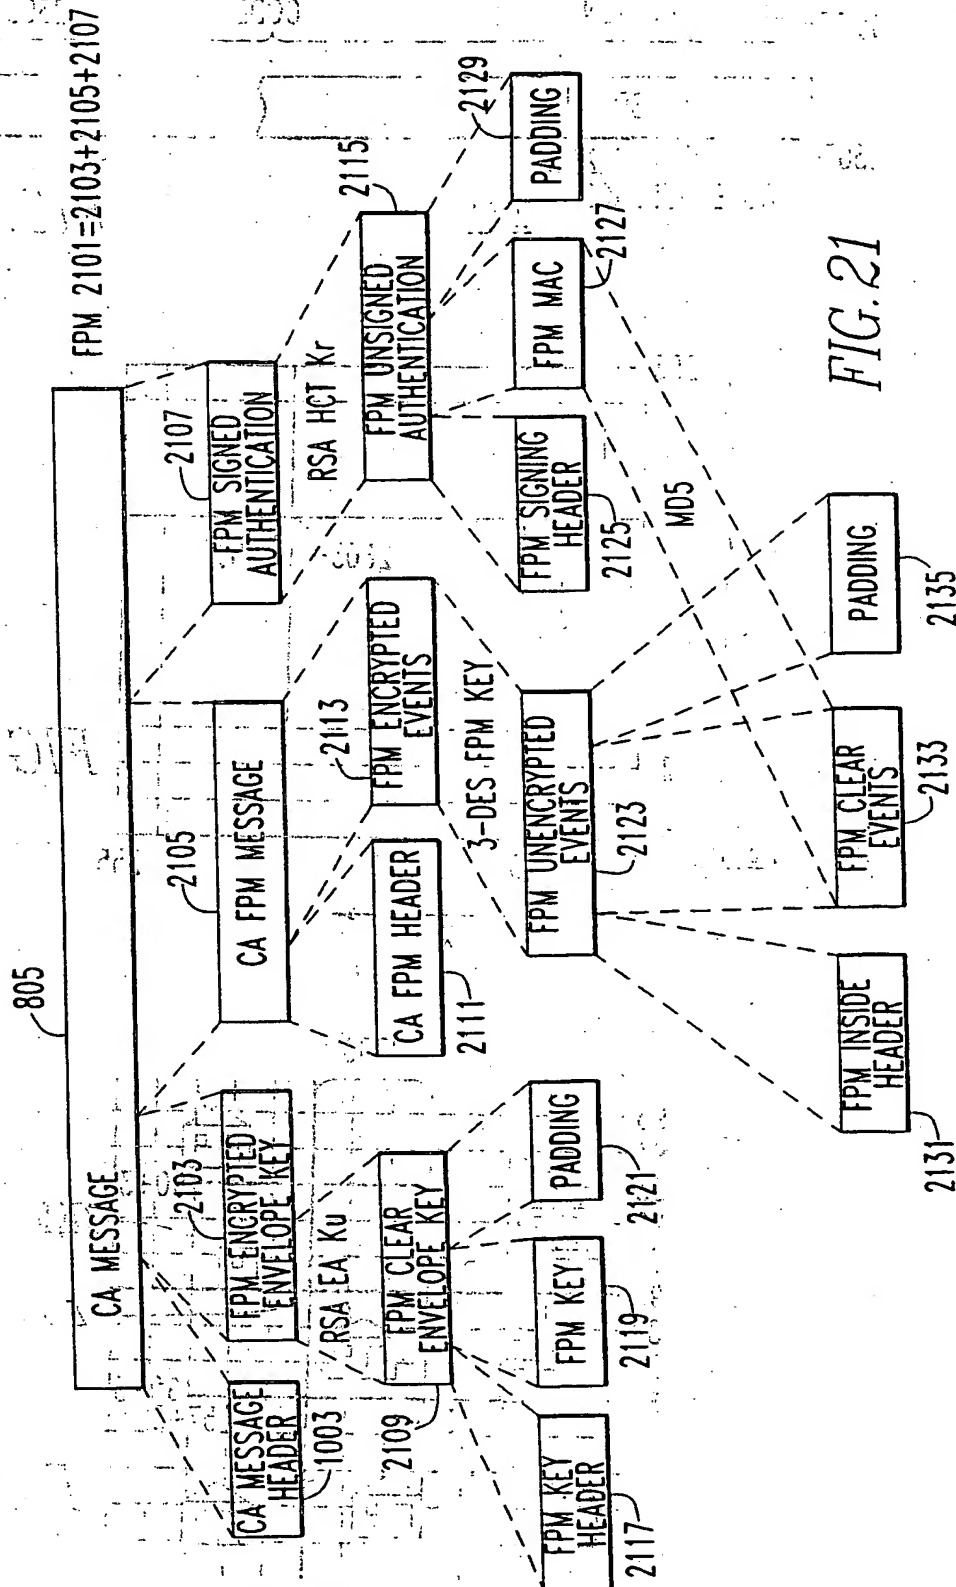 FPM 2101=2103+2105+2107
805
CA MESSAGE
CA MESSAGE
HEADER
1003
2103
FPM ENCRYPTED
ENVELOPE KEY
2105
CA FPM MESSAGE
2107
FPM SIGNED
AUTHENTICATION
RSA EA Ku
2109
FPM CLEAR
ENVELOPE KEY
CA FPM HEADER
2111
2113
FPM ENCRYPTED
EVENTS
RSA HCT Kr
2115
FPM UNSIGNED
AUTHENTICATION
3-DES FPM KEY
FPM KEY
HEADER
2117
FPM KEY
2119
PADDING
2121
FPM UNENCRYPTED
EVENTS
2123
FPM SIGNING
HEADER
2125
FPM MAC
2127
PADDING
2129
MD5
FPM INSIDE
HEADER
2131
FPM CLEAR
EVENTS
2133
PADDING
2135
FIG. 21